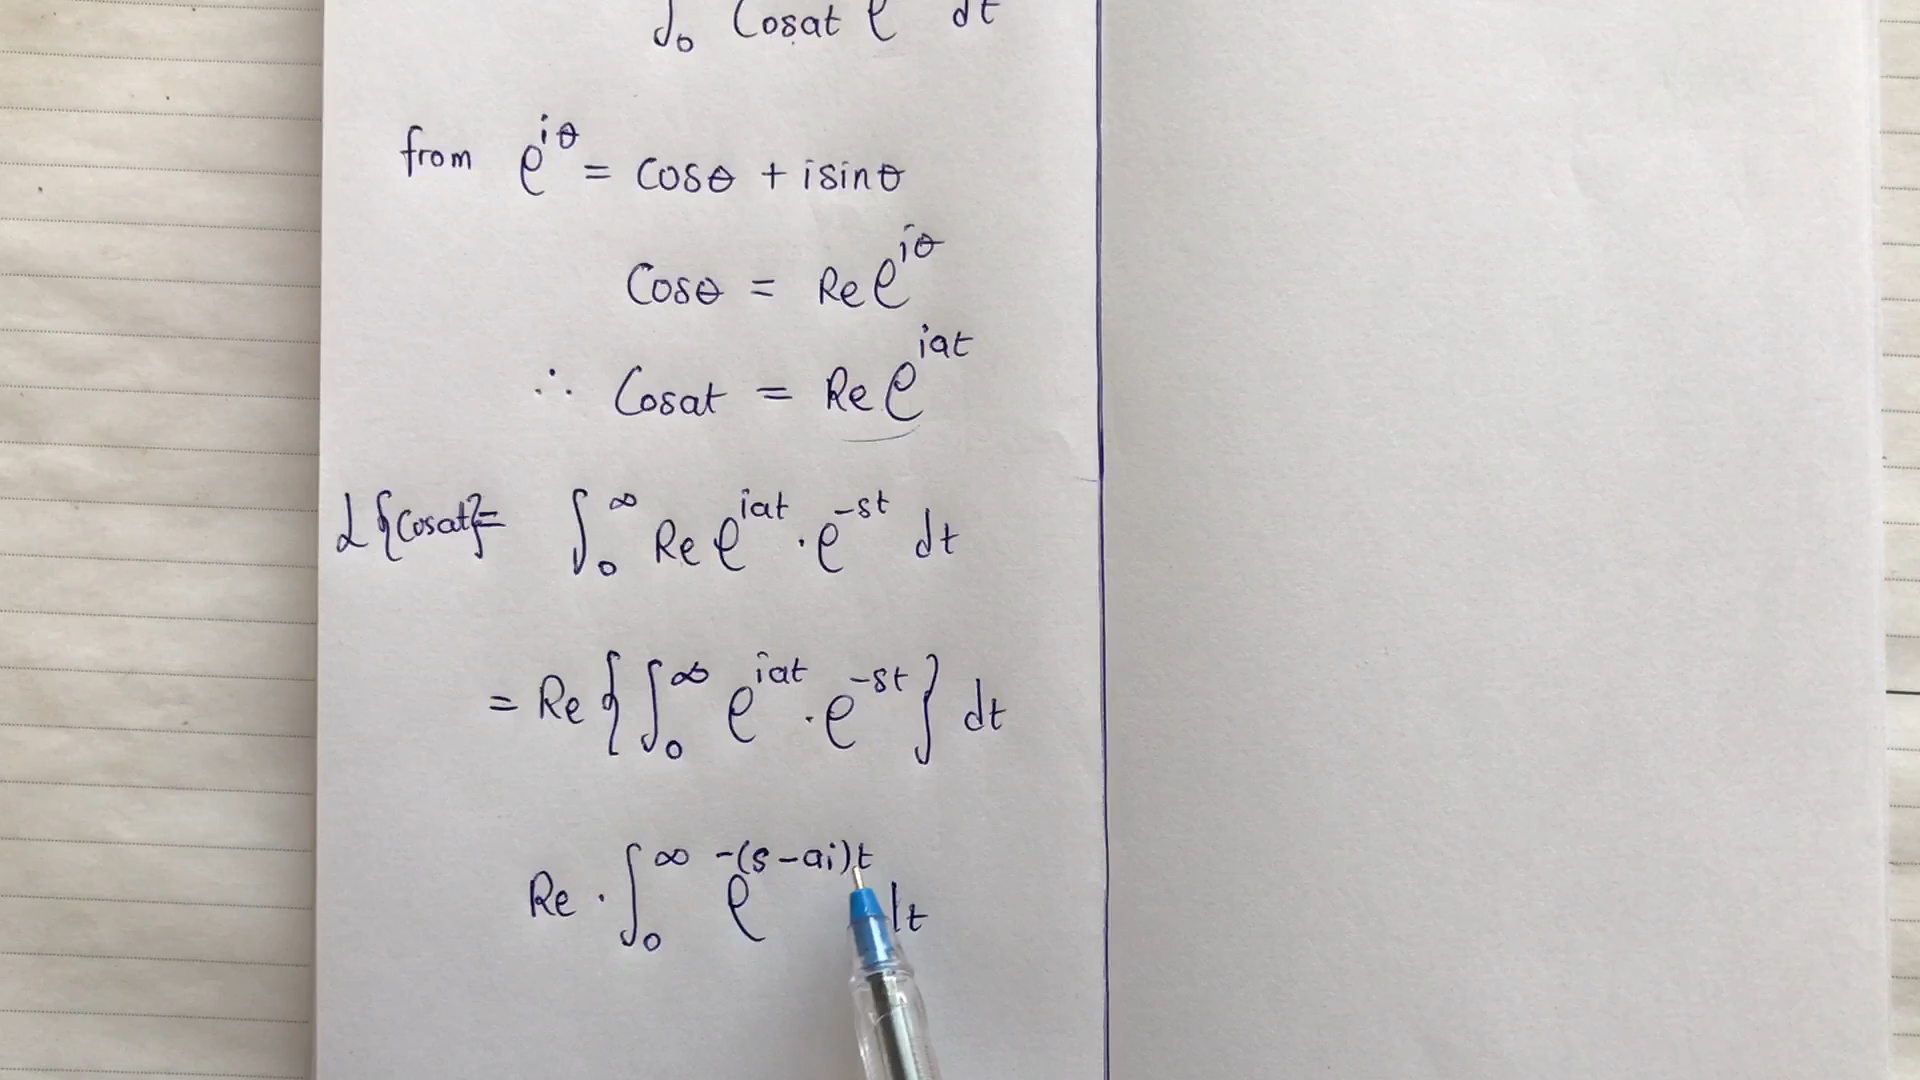 ∫₀ Cosat e dt
from e^{iθ} = Cosθ + isinθ
Cosθ = Re e^{iθ}
∴ Cosat = Re e^{iat}
ℒ{Cosat}= ∫₀^∞ Re e^{iat} . e^{-st} dt
= Re { ∫₀^∞ e^{iat} . e^{-st} } dt
Re . ∫₀^∞ e^{-(s-ai)t} dt